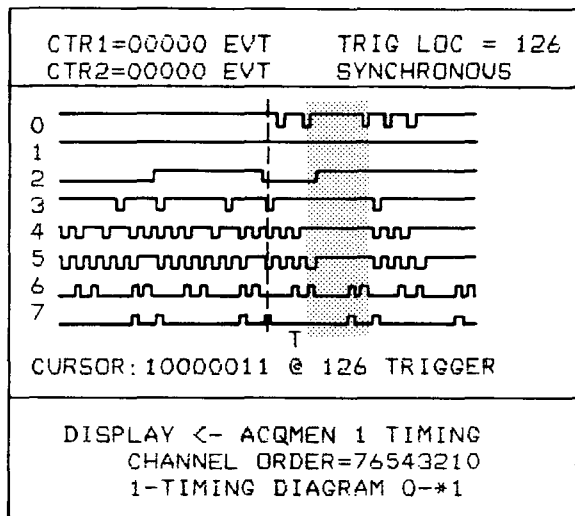 CTR1=00000 EVT TRIG LOC = 126
CTR2=00000 EVT SYNCHRONOUS
0
1
2
3
4
5
6
7
T
CURSOR: 10000011 @ 126 TRIGGER
DISPLAY <- ACQMEN 1 TIMING
CHANNEL ORDER=76543210
1-TIMING DIAGRAM 0-*1